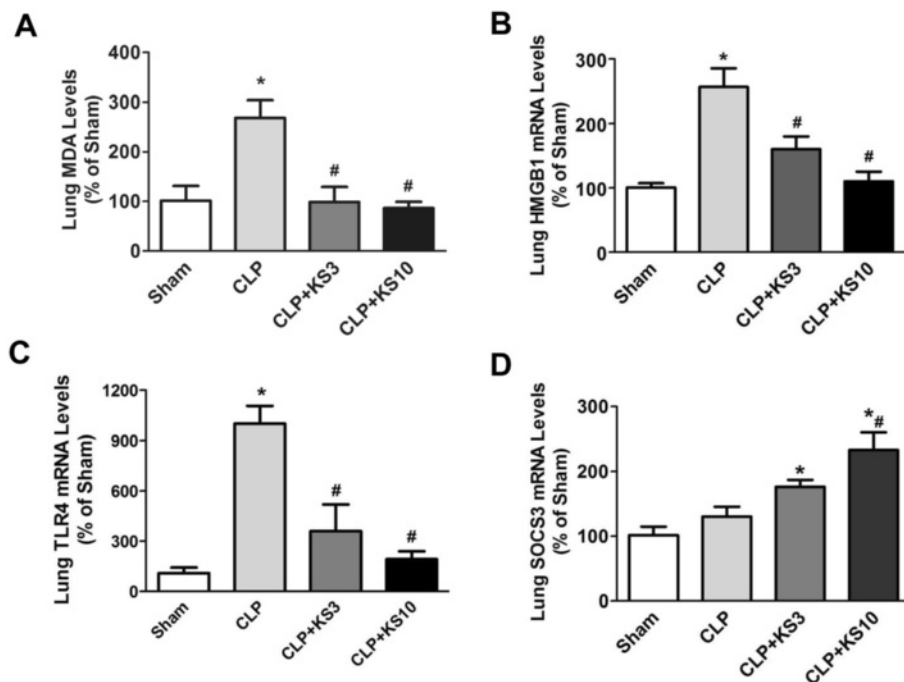 A
Lung MDA Levels
(% of Sham)
400
300
200
100
0
*
#
#
Sham
CLP
CLP+KS3
CLP+KS10
B
Lung HMGB1 mRNA Levels
(% of Sham)
300
200
100
0
*
#
#
Sham
CLP
CLP+KS3
CLP+KS10
C
Lung TLR4 mRNA Levels
(% of Sham)
1200
900
600
300
0
*
#
#
Sham
CLP
CLP+KS3
CLP+KS10
D
Lung SOCS3 mRNA Levels
(% of Sham)
300
200
100
0
*
*#
Sham
CLP
CLP+KS3
CLP+KS10